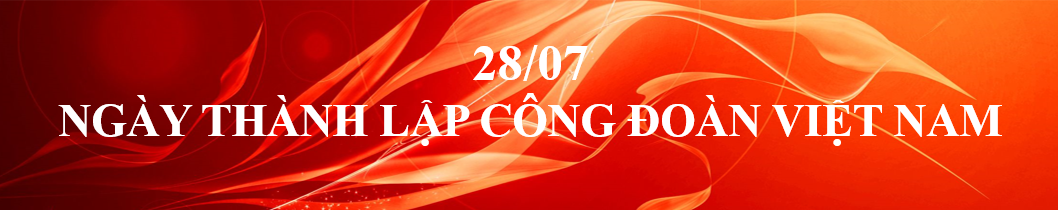 28/07
NGÀY THÀNH LẬP CÔNG ĐOÀN VIỆT NAM